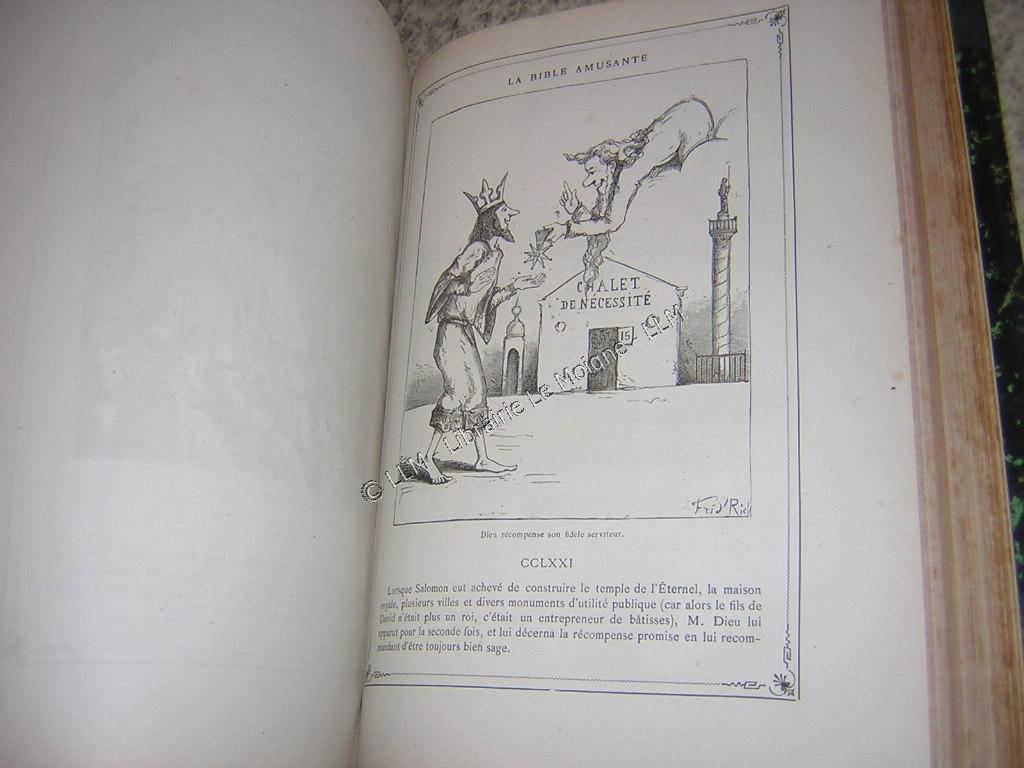 LA BIBLE AMUSANTE
CHALET
DE NÉCESSITÉ
15
© LLM - Librairie Le Moiane - LLM
Frid'Rick
Dieu récompense son fidèle serviteur.
CCLXXI
Lorsque Salomon eut achevé de construire le temple de l'Éternel, la maison
royale, plusieurs villes et divers monuments d'utilité publique (car alors le fils de
David n'était plus un roi, c'était un entrepreneur de bâtisses), M. Dieu lui
apparut pour la seconde fois, et lui décerna la récompense promise en lui recom-
mandant d'être toujours bien sage.